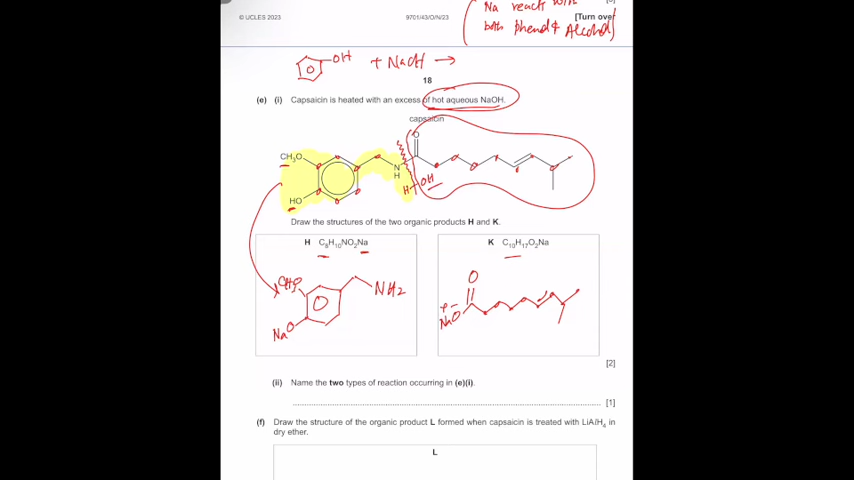 Na react with
both phenol & Alcohol)
© UCLES 2023
9701/43/O/N/23
[Turn over
OH + NaOH →
18
(e) (i) Capsaicin is heated with an excess of hot aqueous NaOH.
capsaicin
O
CH₃O
N
H
H OH
HO
Draw the structures of the two organic products H and K.
H C₈H₁₀NO₂Na
K C₁₀H₁₇O₂Na
O
CH₃O
NH₂
+ -
NaO
NaO
[2]
(ii) Name the two types of reaction occurring in (e)(i).
[1]
(f) Draw the structure of the organic product L formed when capsaicin is treated with LiAlH₄ in
dry ether.
L